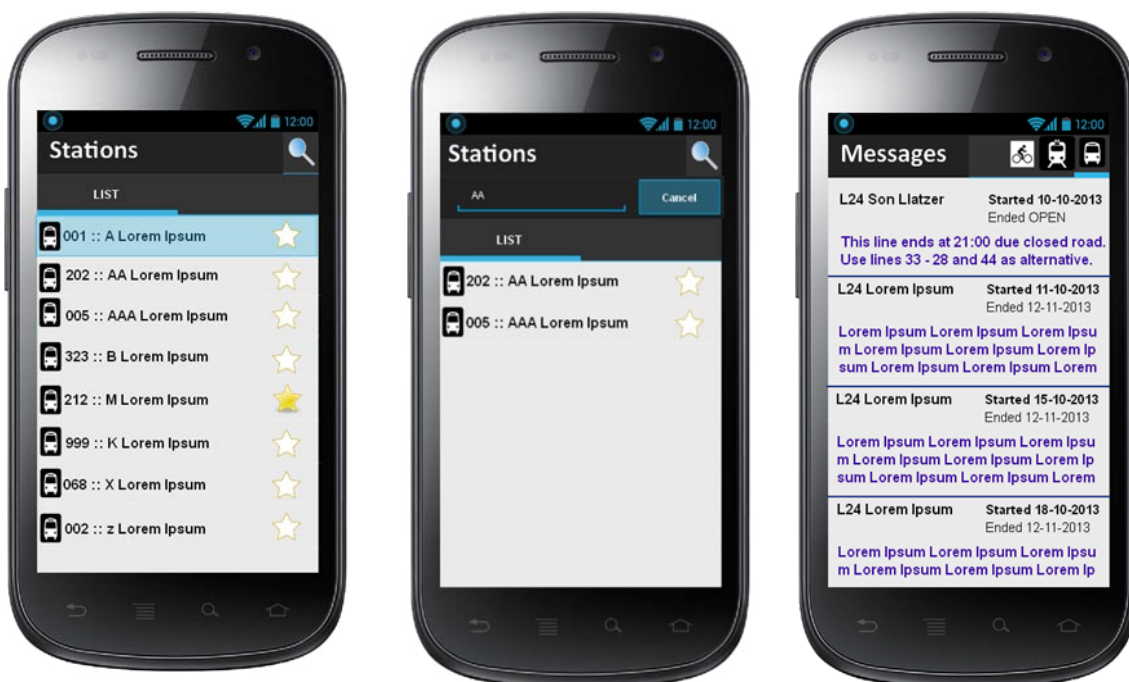 12:00
Stations
LIST
001 :: A Lorem Ipsum
202 :: AA Lorem Ipsum
005 :: AAA Lorem Ipsum
323 :: B Lorem Ipsum
212 :: M Lorem Ipsum
999 :: K Lorem Ipsum
068 :: X Lorem Ipsum
002 :: z Lorem Ipsum
12:00
Stations
AA
Cancel
LIST
202 :: AA Lorem Ipsum
005 :: AAA Lorem Ipsum
12:00
Messages
L24 Son Llatzer
Started 10-10-2013
Ended OPEN
This line ends at 21:00 due closed road.
Use lines 33 - 28 and 44 as alternative.
L24 Lorem Ipsum
Started 11-10-2013
Ended 12-11-2013
Lorem Ipsum Lorem Ipsum Lorem Ipsu
m Lorem Ipsum Lorem Ipsum Lorem Ip
sum Lorem Ipsum Lorem Ipsum Lorem
L24 Lorem Ipsum
Started 15-10-2013
Ended 12-11-2013
Lorem Ipsum Lorem Ipsum Lorem Ipsu
m Lorem Ipsum Lorem Ipsum Lorem Ip
sum Lorem Ipsum Lorem Ipsum Lorem
L24 Lorem Ipsum
Started 18-10-2013
Ended 12-11-2013
Lorem Ipsum Lorem Ipsum Lorem Ipsu
m Lorem Ipsum Lorem Ipsum Lorem Ip